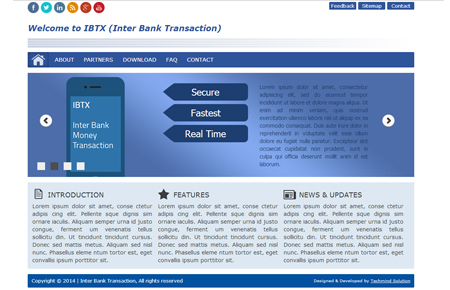 Feedback Sitemap Contact
Welcome to IBTX (Inter Bank Transaction)
ABOUT PARTNERS DOWNLOAD FAQ CONTACT
IBTX
Inter Bank
Money
Transaction
Secure
Fastest
Real Time
Lorem ipsum dolor sit amet, consectetur
adipisicing elit, sed do eiusmod tempor
incididunt ut labore et dolore magna aliqua. Ut
enim ad minim veniam, quis nostrud
exercitation ullamco laboris nisi ut aliquip ex ea
commodo consequat. Duis aute irure dolor in
reprehenderit in voluptate velit esse cillum
dolore eu fugiat nulla pariatur. Excepteur sint
occaecat cupidatat non proident, sunt in
culpa qui officia deserunt mollit anim id est
laborum.
INTRODUCTION
Lorem ipsum dolor sit amet, conse ctetur
adipis cing elit. Pellente sque dignis sim
ornare iaculis. Aliquam semper urna id justo
congue, ferment um venenatis tellus
sollicitu din. Ut tincidunt tincidunt cursus.
Donec sed mattis metus. Aliquam sed nisl
nunc. Phasellus eleme ntum tortor est, eget
convallis ipsum porttitor sit.
FEATURES
Lorem ipsum dolor sit amet, conse ctetur
adipis cing elit. Pellente sque dignis sim
ornare iaculis. Aliquam semper urna id justo
congue, ferment um venenatis tellus
sollicitu din. Ut tincidunt tincidunt cursus.
Donec sed mattis metus. Aliquam sed nisl
nunc. Phasellus eleme ntum tortor est, eget
convallis ipsum porttitor sit.
NEWS & UPDATES
Lorem ipsum dolor sit amet, conse ctetur
adipis cing elit. Pellente sque dignis sim
ornare iaculis. Aliquam semper urna id justo
congue, ferment um venenatis tellus
sollicitu din. Ut tincidunt tincidunt cursus.
Donec sed mattis metus. Aliquam sed nisl
nunc. Phasellus eleme ntum tortor est, eget
convallis ipsum porttitor sit.
Copyright © 2014 | Inter Bank Transaction, All rights reserved
Designed & Developed by Techmind Solution